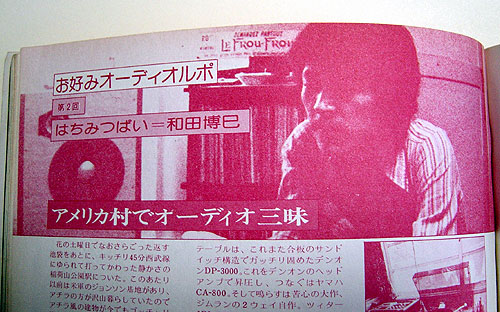 DEMANDEZ PARTOUT
LE FROU-FROU
お好みオーディオルポ
第2回
はちみつぱい＝和田博巳
アメリカ村でオーディオ三昧
花の土曜日でなおさらごった返す
池袋をあとに、キッチリ45分西武線
にゆられて打ってかわった静かさの
稲荷山公園駅についた。このあたり
以前は米軍のジョンソン基地があり、
アチラの方が沢山暮らしていたので
テーブルは、これまた合板のサンド
イッチ構造でガッチリ固めたデンオ
ンDP-3000。これをデンオンのヘッド
アンプで昇圧し、つなぐはヤマハ
CA-800。そして鳴らすは苦心の大作、
ジムランの2ウェイ自作。ツィター